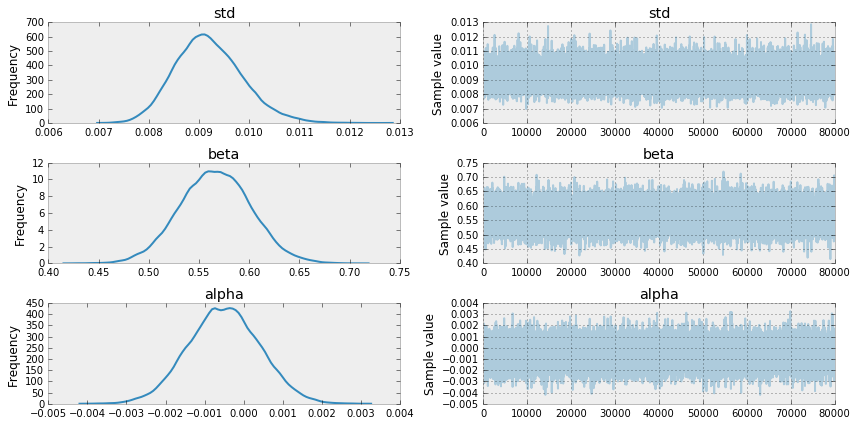 std
700
600
500
400
300
200
100
0
Frequency
0.006 0.007 0.008 0.009 0.010 0.011 0.012 0.013
std
0.013
0.012
0.011
0.010
0.009
0.008
0.007
0.006
Sample value
0 10000 20000 30000 40000 50000 60000 70000 80000
beta
12
10
8
6
4
2
0
Frequency
0.40 0.45 0.50 0.55 0.60 0.65 0.70 0.75
beta
0.75
0.70
0.65
0.60
0.55
0.50
0.45
0.40
Sample value
0 10000 20000 30000 40000 50000 60000 70000 80000
alpha
450
400
350
300
250
200
150
100
50
0
Frequency
−0.005 −0.004 −0.003 −0.002 −0.001 0.000 0.001 0.002 0.003 0.004
alpha
0.004
0.003
0.002
0.001
0.000
−0.001
−0.002
−0.003
−0.004
−0.005
Sample value
0 10000 20000 30000 40000 50000 60000 70000 80000